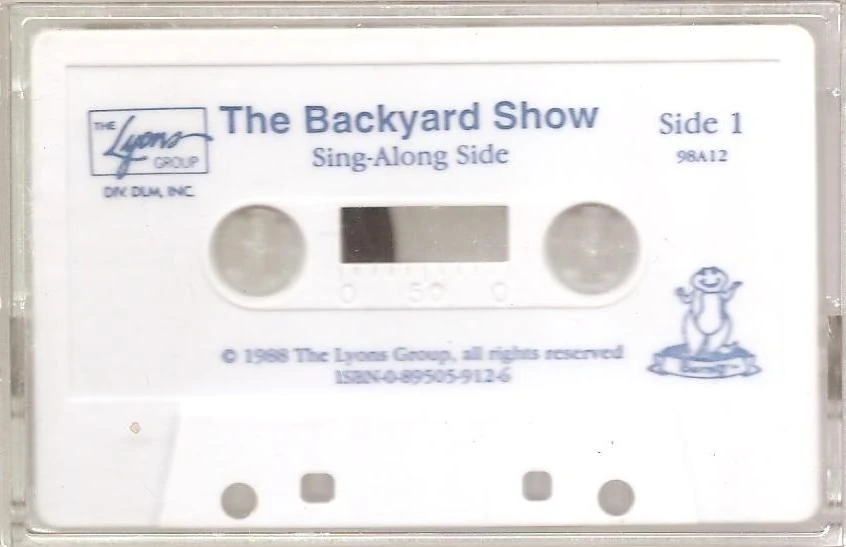 THE
Lyons
GROUP
DIV. DLM, INC.
The Backyard Show
Sing-Along Side
Side 1
98A12
0 50 0
© 1988 The Lyons Group, all rights reserved
ISBN-0-89505-912-6
Barney™